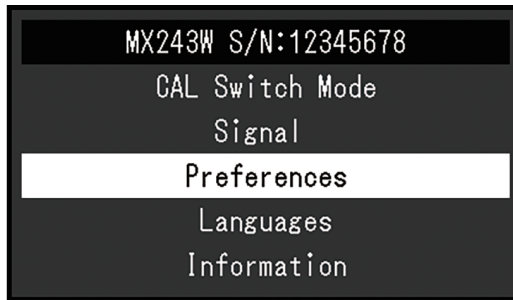 MX243W S/N:12345678
CAL Switch Mode
Signal
Preferences
Languages
Information